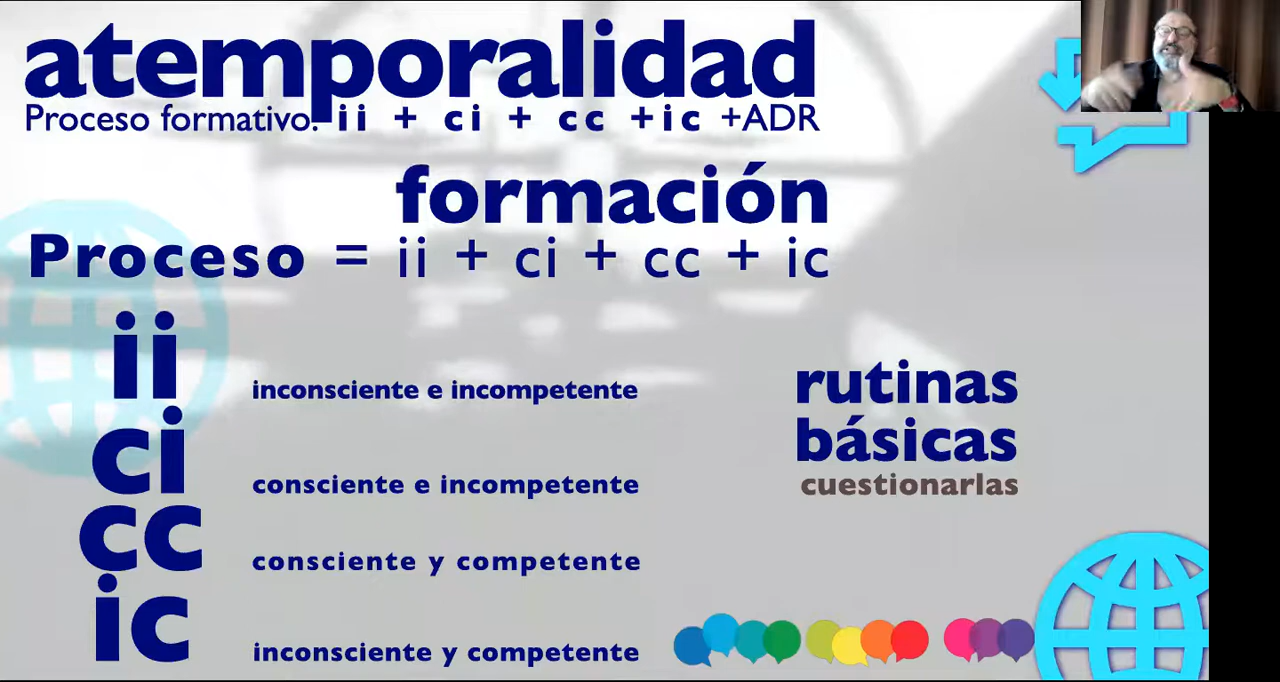 atemporalidad
Proceso formativo: ii + ci + cc +ic +ADR
formación
Proceso = ii + ci + cc + ic
ii inconsciente e incompetente
ci consciente e incompetente
cc consciente y competente
ic inconsciente y competente
rutinas
básicas
cuestionarlas